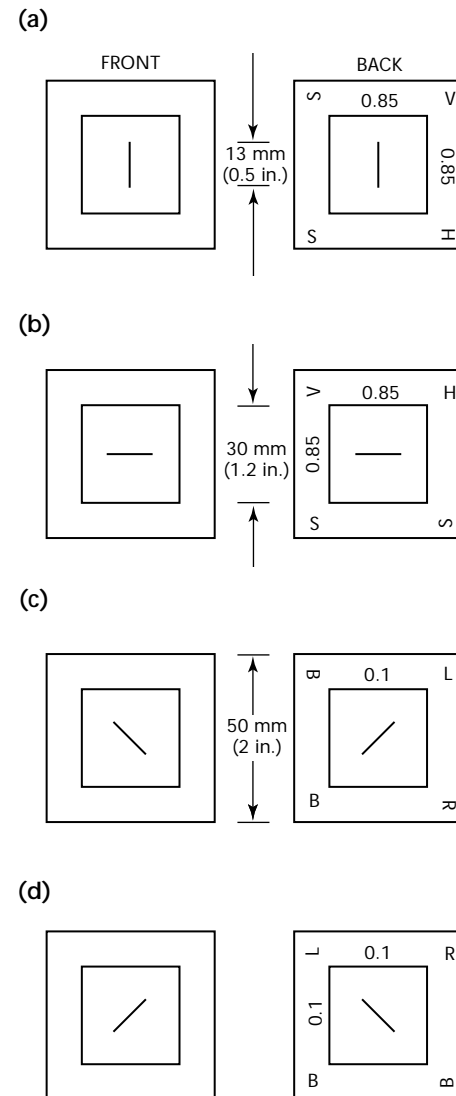 (a)
FRONT
BACK
S 0.85 V
13 mm
(0.5 in.)
0.85
S H
(b)
V 0.85 H
30 mm
(1.2 in.)
0.85
S S
(c)
B 0.1 L
50 mm
(2 in.)
B R
(d)
L 0.1 R
0.1
B B